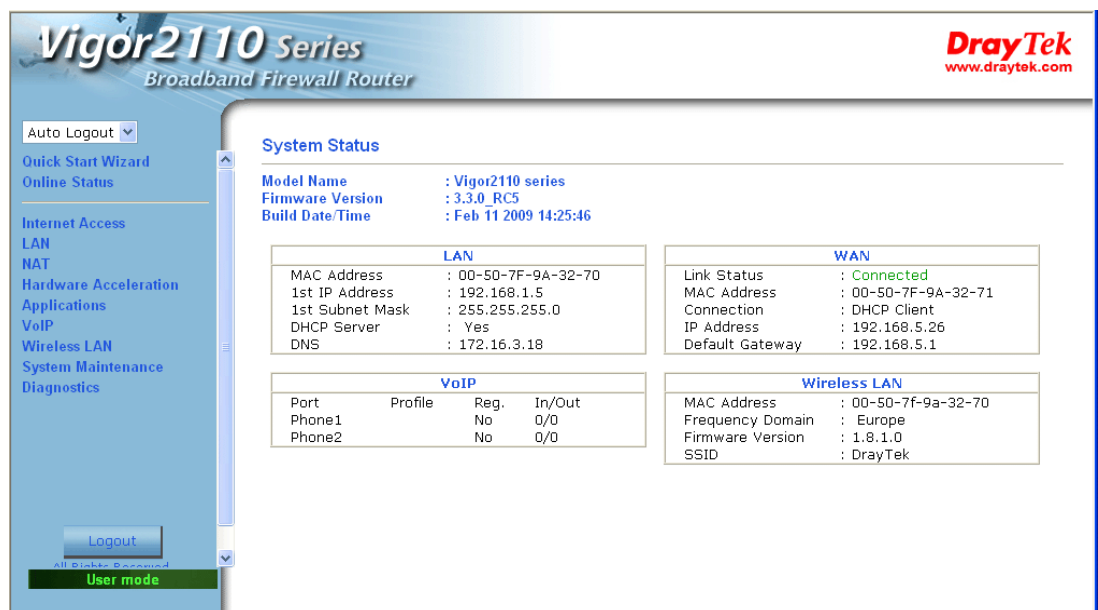 Vigor2110 Series
Broadband Firewall Router
DrayTek
www.draytek.com
Auto Logout
Quick Start Wizard
Online Status
Internet Access
LAN
NAT
Hardware Acceleration
Applications
VoIP
Wireless LAN
System Maintenance
Diagnostics
Logout
All Rights Reserved
User mode
System Status
Model Name : Vigor2110 series
Firmware Version : 3.3.0_RC5
Build Date/Time : Feb 11 2009 14:25:46
LAN
MAC Address : 00-50-7F-9A-32-70
1st IP Address : 192.168.1.5
1st Subnet Mask : 255.255.255.0
DHCP Server : Yes
DNS : 172.16.3.18
WAN
Link Status : Connected
MAC Address : 00-50-7F-9A-32-71
Connection : DHCP Client
IP Address : 192.168.5.26
Default Gateway : 192.168.5.1
VoIP
Port Profile Reg. In/Out
Phone1 No 0/0
Phone2 No 0/0
Wireless LAN
MAC Address : 00-50-7f-9a-32-70
Frequency Domain : Europe
Firmware Version : 1.8.1.0
SSID : DrayTek